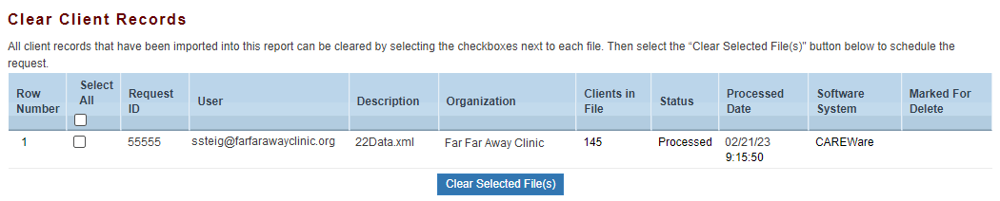 Clear Client Records
All client records that have been imported into this report can be cleared by selecting the checkboxes next to each file. Then select the “Clear Selected File(s)” button below to schedule the
request.
Row Number Select All Request ID User Description Organization Clients in File Status Processed Date Software System Marked For Delete
1 55555 ssteig@farfarawayclinic.org 22Data.xml Far Far Away Clinic 145 Processed 02/21/23 9:15:50 CAREWare
Clear Selected File(s)